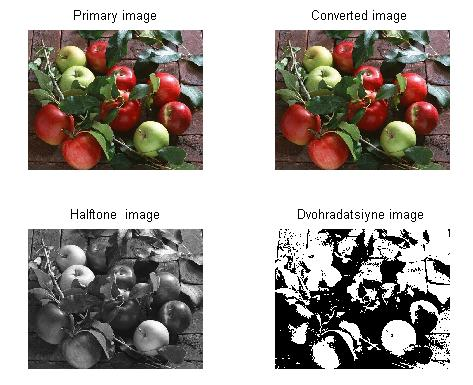 Primary image
Converted image
Halftone image
Dvohradatsiyne image